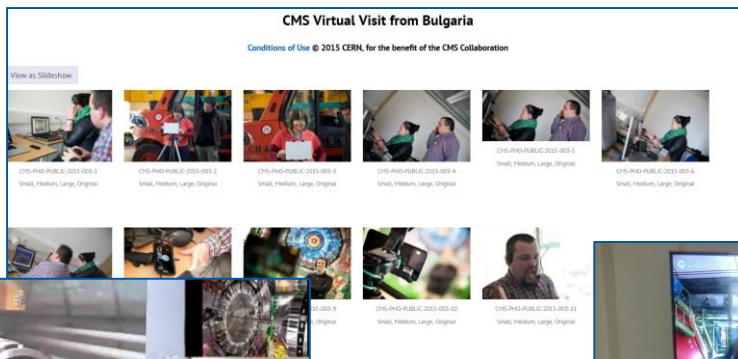 CMS Virtual Visit from Bulgaria
Conditions of Use © 2015 CERN, for the benefit of the CMS Collaboration
View as Slideshow
CMS-PHO-PUBLIC-2015-003-1
CMS-PHO-PUBLIC-2015-003-2
CMS-PHO-PUBLIC-2015-003-3
CMS-PHO-PUBLIC-2015-003-4
CMS-PHO-PUBLIC-2015-003-5
CMS-PHO-PUBLIC-2015-003-6
Small, Medium, Large, Original
Small, Medium, Large, Original
Small, Medium, Large, Original
Small, Medium, Large, Original
Small, Medium, Large, Original
Small, Medium, Large, Original
003-9
CMS-PHO-PUBLIC-2015-003-10
CMS-PHO-PUBLIC-2015-003-11
Original
Small, Medium, Large, Original
Small, Medium, Large, Original